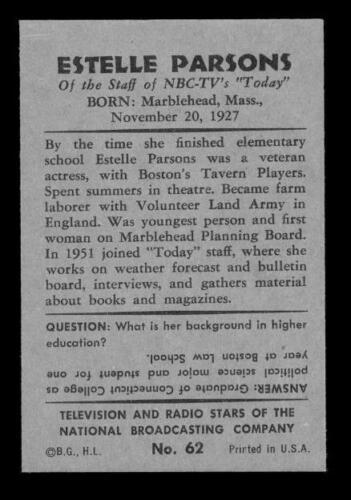 ESTELLE PARSONS
Of the Staff of NBC-TV's "Today"
BORN: Marblehead, Mass.,
November 20, 1927
By the time she finished elementary
school Estelle Parsons was a veteran
actress, with Boston's Tavern Players.
Spent summers in theatre. Became farm
laborer with Volunteer Land Army in
England. Was youngest person and first
woman on Marblehead Planning Board.
In 1951 joined "Today" staff, where she
works on weather forecast and bulletin
board, interviews, and gathers material
about books and magazines.
QUESTION: What is her background in higher
education?
ANSWER: Graduate of Connecticut College as
political science major and student for one
year at Boston Law School.
TELEVISION AND RADIO STARS OF THE
NATIONAL BROADCASTING COMPANY
©B.G., H.L. No. 62 Printed in U.S.A.